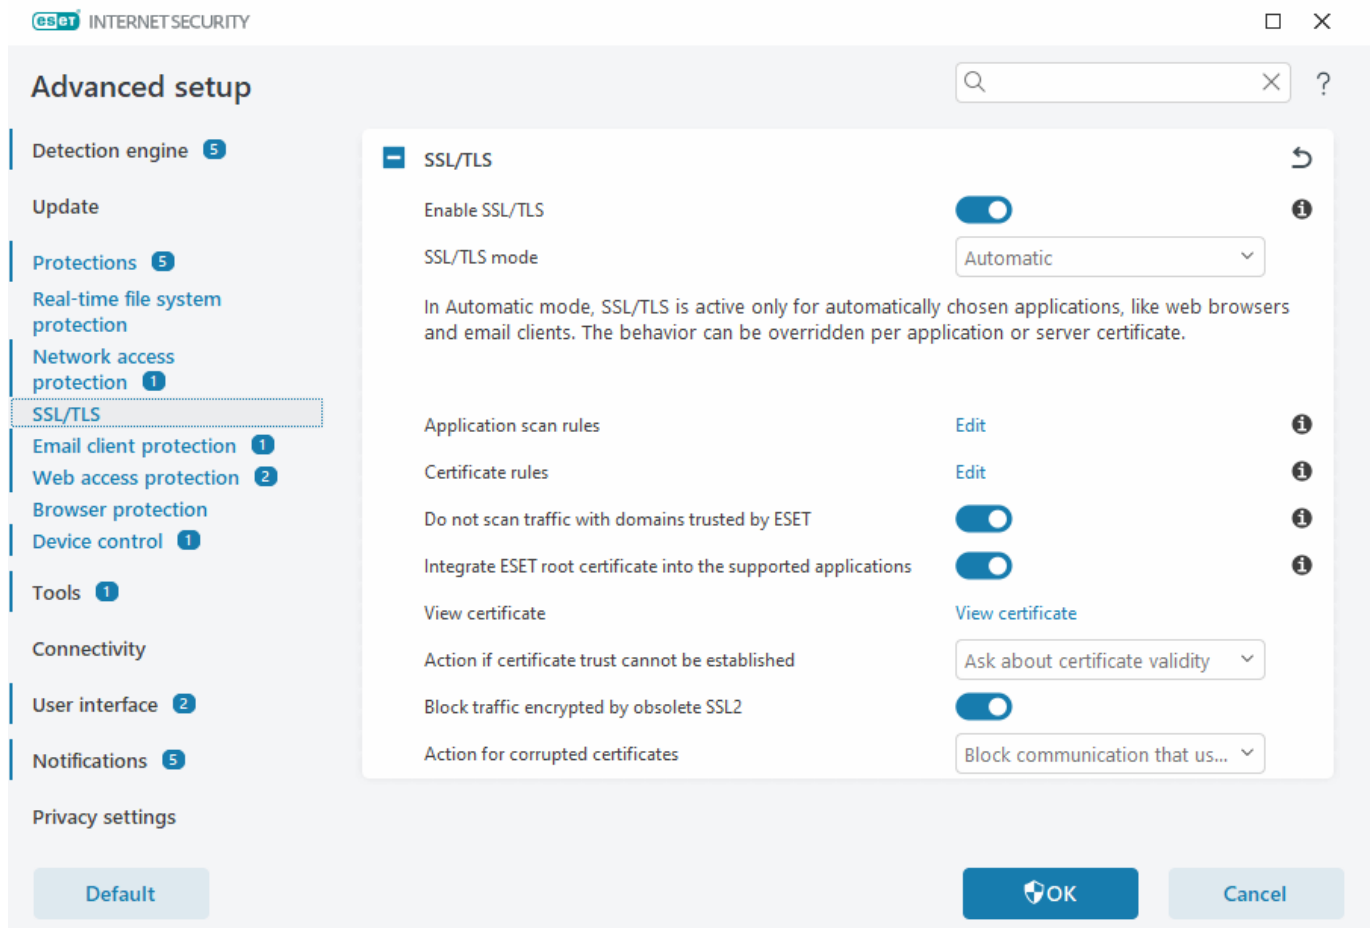 eset INTERNET SECURITY
Advanced setup
?
Detection engine 5
Update
Protections 5
Real-time file system
protection
Network access
protection 1
SSL/TLS
Email client protection 1
Web access protection 2
Browser protection
Device control 1
Tools 1
Connectivity
User interface 2
Notifications 5
Privacy settings
SSL/TLS
Enable SSL/TLS
SSL/TLS mode Automatic
In Automatic mode, SSL/TLS is active only for automatically chosen applications, like web browsers
and email clients. The behavior can be overridden per application or server certificate.
Application scan rules Edit
Certificate rules Edit
Do not scan traffic with domains trusted by ESET
Integrate ESET root certificate into the supported applications
View certificate View certificate
Action if certificate trust cannot be established Ask about certificate validity
Block traffic encrypted by obsolete SSL2
Action for corrupted certificates Block communication that us...
Default
OK
Cancel